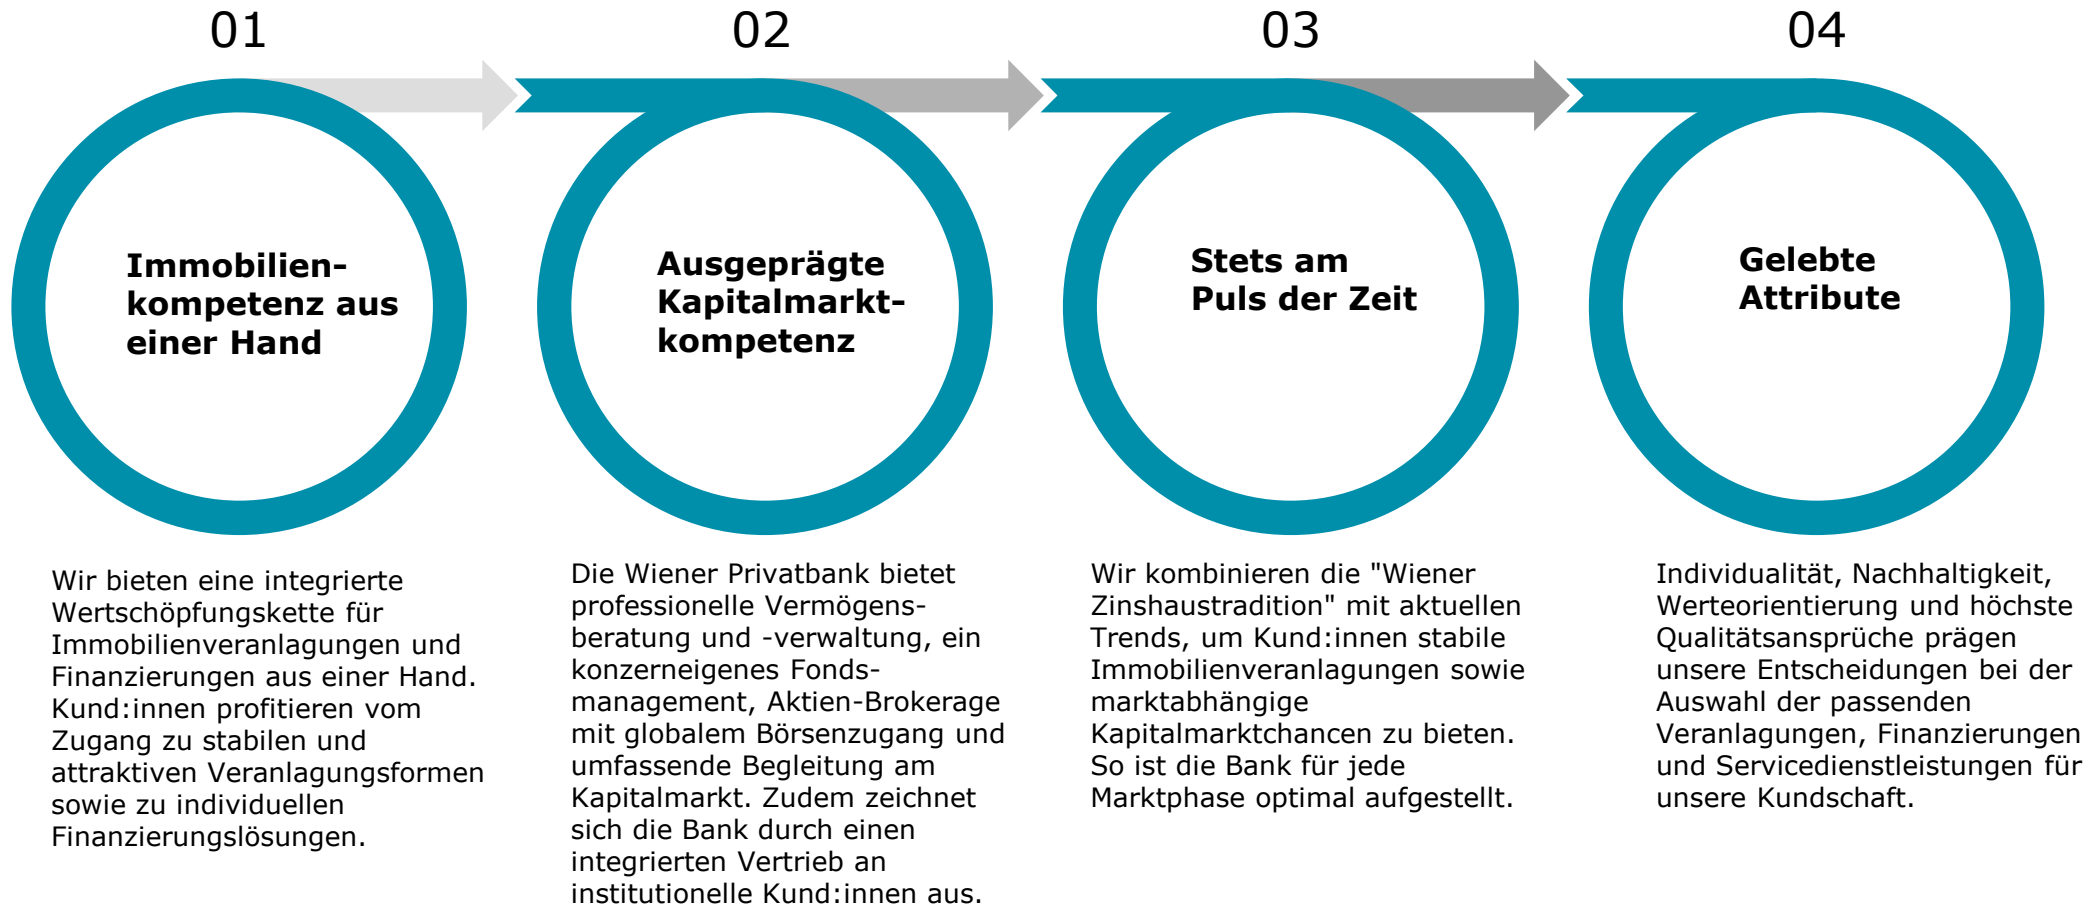 01
Immobilien-
kompetenz aus
einer Hand
Wir bieten eine integrierte
Wertschöpfungskette für
Immobilienveranlagungen und
Finanzierungen aus einer Hand.
Kund:innen profitieren vom
Zugang zu stabilen und
attraktiven Veranlagungsformen
sowie zu individuellen
Finanzierungslösungen.
02
Ausgeprägte
Kapitalmarkt-
kompetenz
Die Wiener Privatbank bietet
professionelle Vermögens-
beratung und -verwaltung, ein
konzerneigenes Fonds-
management, Aktien-Brokerage
mit globalem Börsenzugang und
umfassende Begleitung am
Kapitalmarkt. Zudem zeichnet
sich die Bank durch einen
integrierten Vertrieb an
institutionelle Kund:innen aus.
03
Stets am
Puls der Zeit
Wir kombinieren die "Wiener
Zinshaustradition" mit aktuellen
Trends, um Kund:innen stabile
Immobilienveranlagungen sowie
marktabhängige
Kapitalmarktchancen zu bieten.
So ist die Bank für jede
Marktphase optimal aufgestellt.
04
Gelebte
Attribute
Individualität, Nachhaltigkeit,
Werteorientierung und höchste
Qualitätsansprüche prägen
unsere Entscheidungen bei der
Auswahl der passenden
Veranlagungen, Finanzierungen
und Servicedienstleistungen für
unsere Kundschaft.